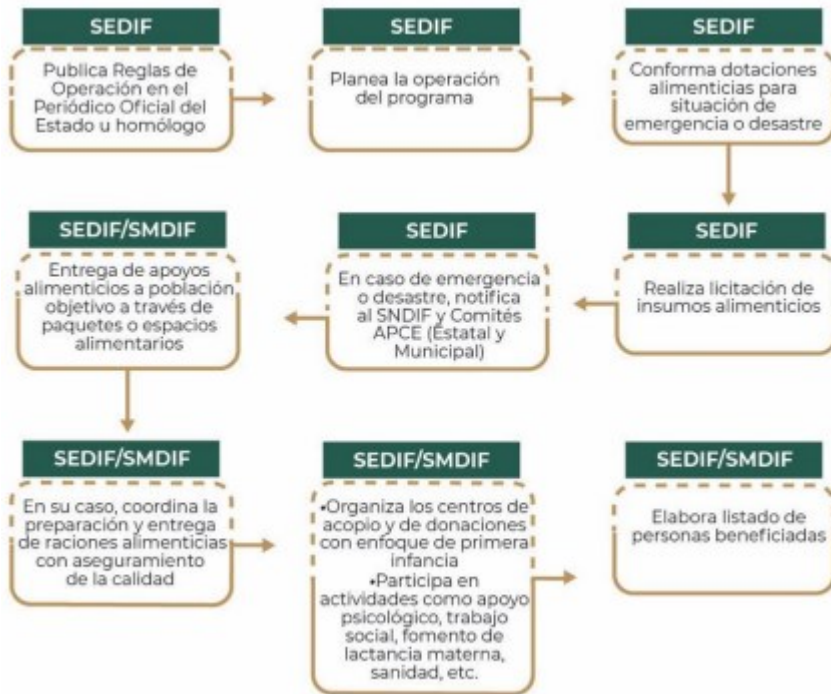 SEDIF
Publica Reglas de
Operación en el
Periódico Oficial del
Estado u homólogo
SEDIF
Planea la operación
del programa
SEDIF
Conforma dotaciones
alimenticias para
situación de
emergencia o desastre
SEDIF
Realiza licitación de
insumos alimenticios
SEDIF
En caso de emergencia
o desastre, notifica
al SNDIF y Comités
APCE (Estatal y
Municipal)
SEDIF/SMDIF
Entrega de apoyos
alimenticios a población
objetivo a través de
paquetes o espacios
alimentarios
SEDIF/SMDIF
En su caso, coordina la
preparación y entrega
de raciones alimenticias
con aseguramiento
de la calidad
SEDIF/SMDIF
•Organiza los centros de
acopio y de donaciones
con enfoque de primera
infancia
•Participa en
actividades como apoyo
psicológico, trabajo
social, fomento de
lactancia materna,
sanidad, etc.
SEDIF/SMDIF
Elabora listado de
personas beneficiadas